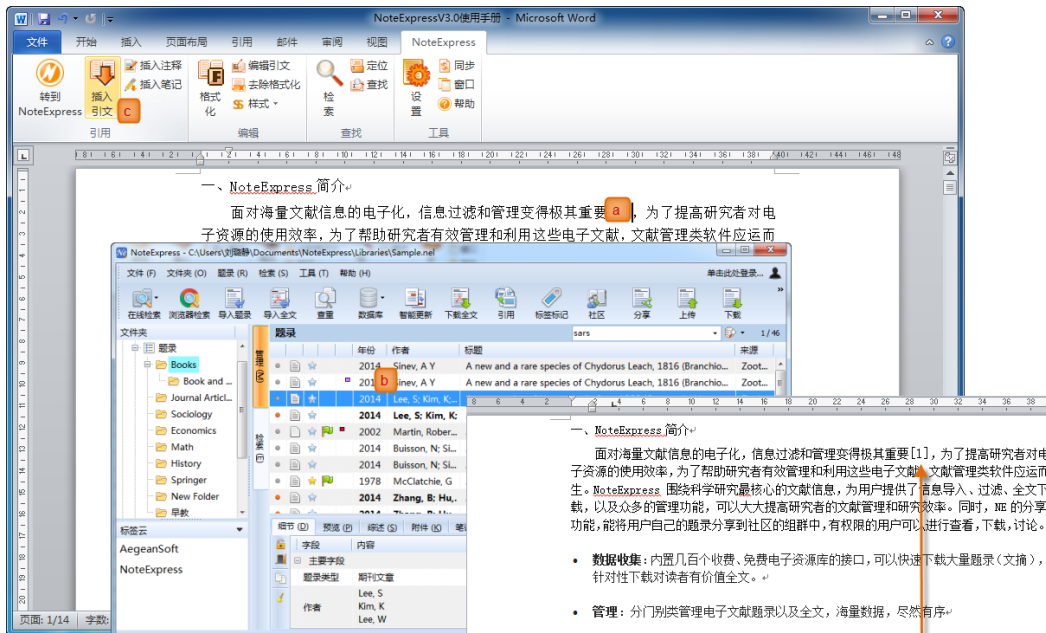 NoteExpressV3.0使用手册 - Microsoft Word
文件 开始 插入 页面布局 引用 邮件 审阅 视图 NoteExpress
转到 NoteExpress
插入引文
c
插入注释
插入笔记
引用
格式化
编辑引文
去除格式化
样式
编辑
检索
定位
查找
查找
设置
同步
窗口
帮助
工具
一、NoteExpress 简介
面对海量文献信息的电子化，信息过滤和管理变得极其重要 a ，为了提高研究者对电
子资源的使用效率，为了帮助研究者有效管理和利用这些电子文献，文献管理类软件应运而
NoteExpress - C:\Users\刘璐静\Documents\NoteExpress\Libraries\Sample.nel
文件 (F) 文件夹 (O) 题录 (R) 检索 (S) 工具 (T) 帮助 (H) 单击此处登录...
在线检索 浏览器检索 导入题录 导入全文 查重 数据库 智能更新 下载全文 引用 标签标记 社区 分享 上传 下载
文件夹
题录
Books
Book and ...
Journal Articl...
Sociology
Economics
Math
History
Springer
New Folder
早教
标签云
AegeanSoft
NoteExpress
管理
检索
题录 sars 1/46
年份 作者 标题 来源
2014 Sinev, A Y A new and a rare species of Chydorus Leach, 1816 (Branchio... Zoot...
b
Sinev, A Y A new and a rare species of Chydorus Leach, 1816 (Branchio... Zoot...
2014 Lee, S; Kim, K;...
2014 Lee, S; Kim, K;
2002 Martin, Rober...
2014 Buisson, N; Si...
2014 Buisson, N; Si...
1978 McClatchie, G
2014 Zhang, B; Hu,.
细节 (D) 预览 (P) 综述 (S) 附件 (K) 笔
字段 内容
主要字段
题录类型 期刊文章
作者
Lee, S
Kim, K
Lee, W
一、NoteExpress 简介
面对海量文献信息的电子化，信息过滤和管理变得极其重要[1]，为了提高研究者对电
子资源的使用效率，为了帮助研究者有效管理和利用这些电子文献，文献管理类软件应运而
生。NoteExpress 围绕科学研究最核心的文献信息，为用户提供了信息导入、过滤、全文下
载，以及众多的管理功能，可以大大提高研究者的文献管理和研究效率。同时，NE 的分享
功能，能将用户自己的题录分享到社区的组群中，有权限的用户可以进行查看，下载，讨论。
• 数据收集：内置几百个收费、免费电子资源库的接口，可以快速下载大量题录（文摘），
针对性下载对读者有价值全文。
• 管理：分门别类管理电子文献题录以及全文，海量数据，尽然有序
页面: 1/14 字数: